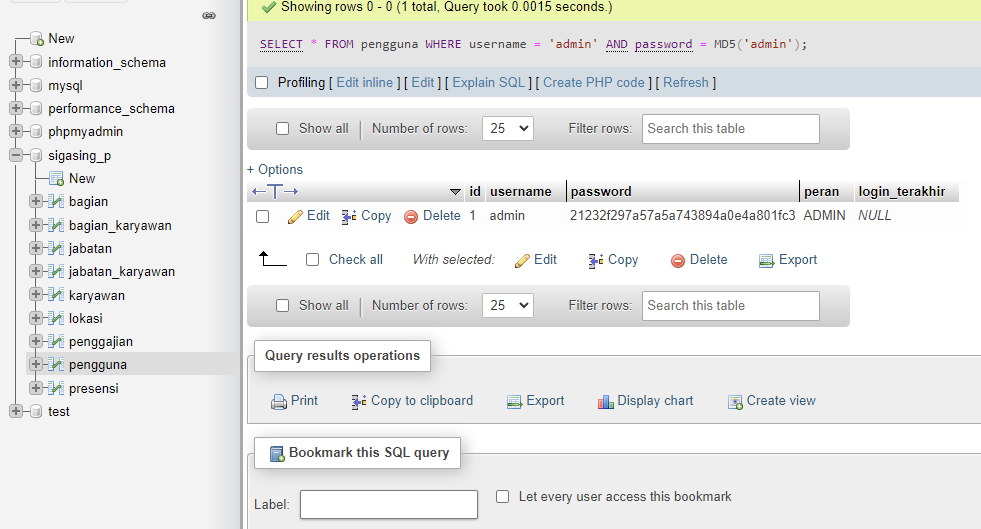 New
information_schema
mysql
performance_schema
phpmyadmin
sigasing_p
New
bagian
bagian_karyawan
jabatan
jabatan_karyawan
karyawan
lokasi
penggajian
pengguna
presensi
test
Showing rows 0 - 0 (1 total, Query took 0.0015 seconds.)
SELECT * FROM pengguna WHERE username = 'admin' AND password = MD5('admin');
Profiling [ Edit inline ] [ Edit ] [ Explain SQL ] [ Create PHP code ] [ Refresh ]
Show all Number of rows: 25 Filter rows: Search this table
+ Options
←T→ id username password peran login_terakhir
Edit Copy Delete 1 admin 21232f297a57a5a743894a0e4a801fc3 ADMIN NULL
Check all With selected: Edit Copy Delete Export
Show all Number of rows: 25 Filter rows: Search this table
Query results operations
Print Copy to clipboard Export Display chart Create view
Bookmark this SQL query
Label: Let every user access this bookmark